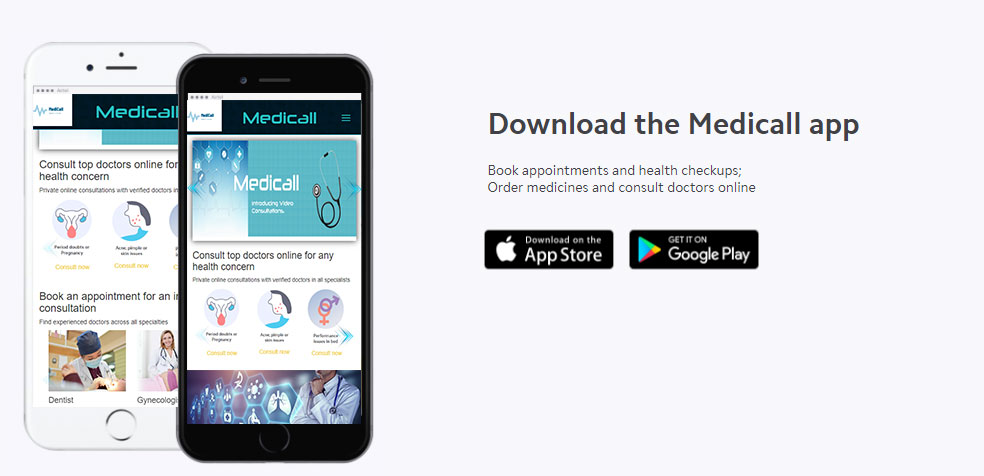 Download the Medicall app
Book appointments and health checkups;
Order medicines and consult doctors online
Download on the
App Store
GET IT ON
Google Play
Airtel
MediCall
Medicall
Consult top doctors online for
health concern
Private online consultations with verified doctors in
Period doubts or
Pregnancy
Consult now
Acne, pimple or
skin issues
Consult now
Book an appointment for an in
consultation
Find experienced doctors across all specialties
Dentist
Gynecologis
Airtel
MediCall
Medicall
Medicall
Introducing Video
Consultations.
Consult top doctors online for any
health concern
Private online consultations with verified doctors in all specialists
Period doubts or
Pregnancy
Consult now
Acne, pimple or
skin issues
Consult now
Performance
issues in bed
Consult now